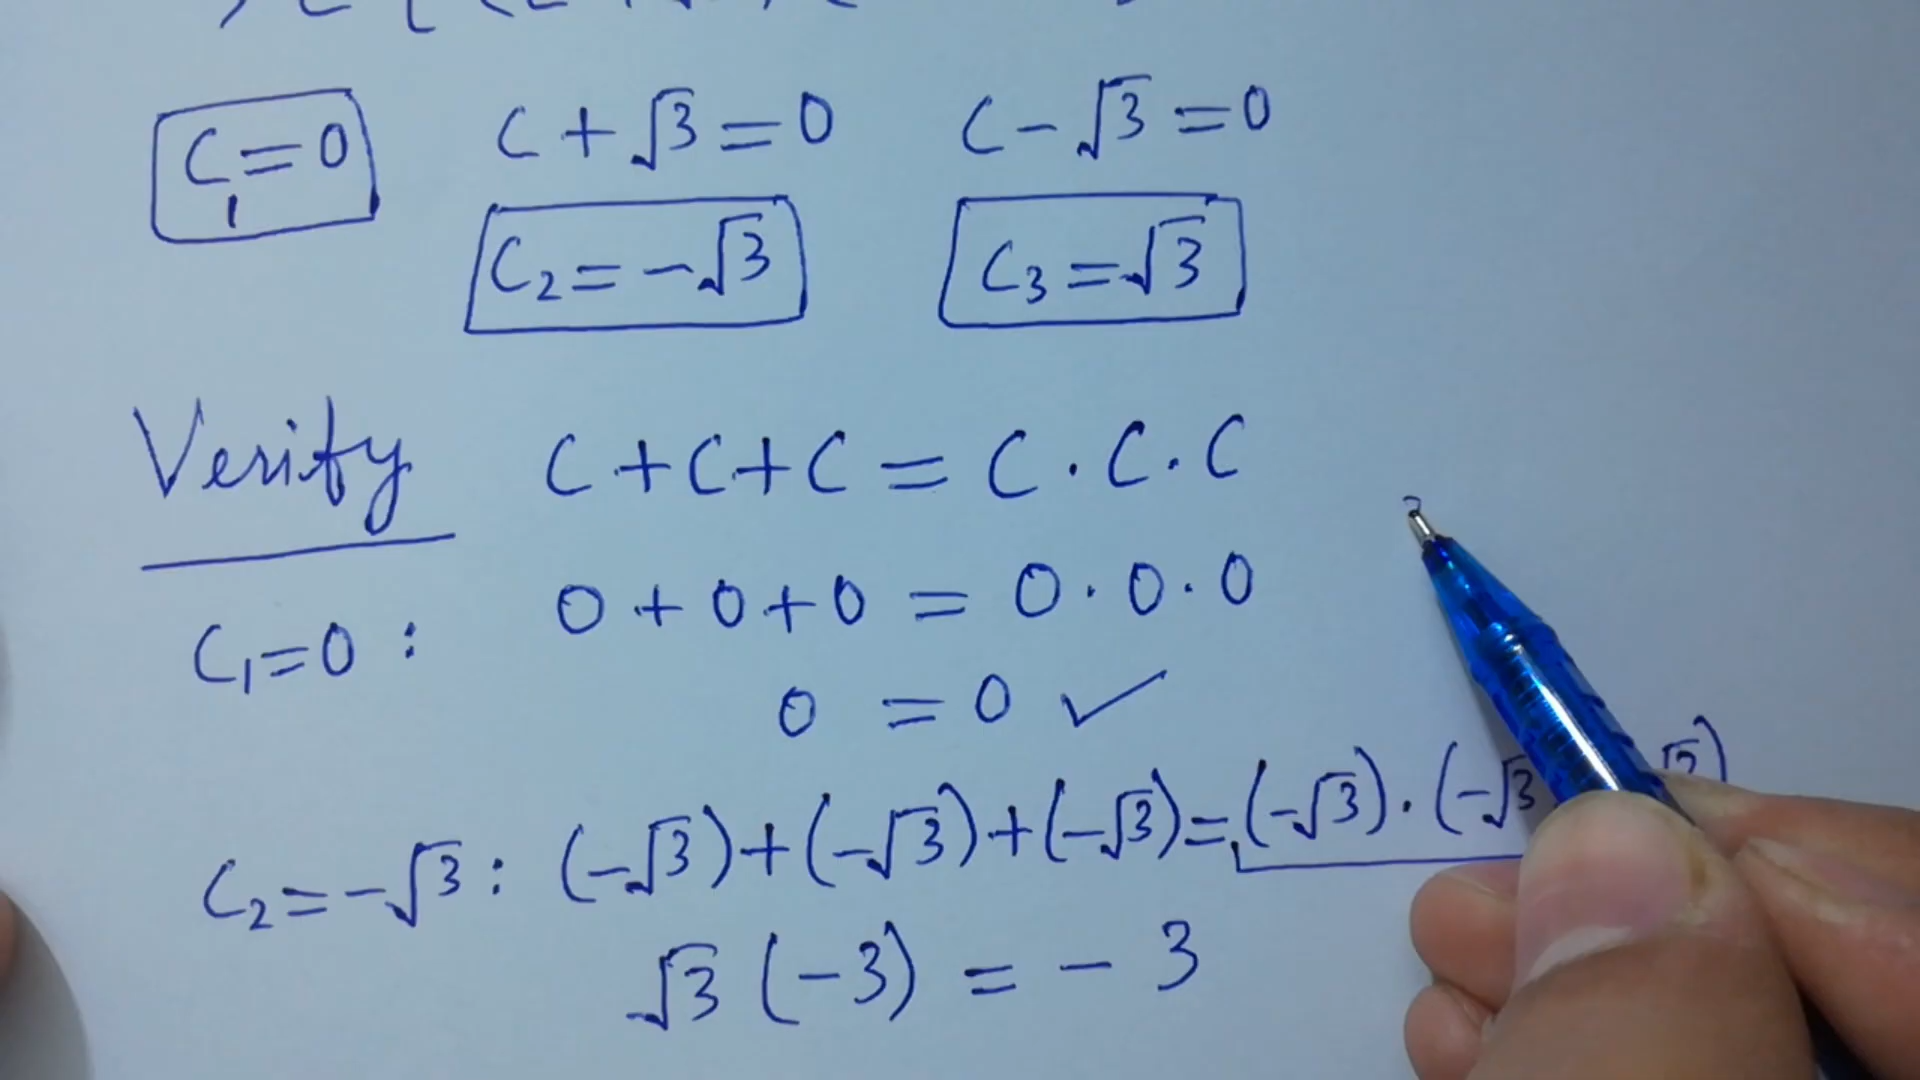 C₁=0 C+√3=0 C-√3=0
C₂=-√3 C₃=√3
Verify C+C+C=C·C·C
C₁=0: 0+0+0=0·0·0
0=0 ✓
C₂=-√3: (-√3)+(-√3)+(-√3)=(-√3)·(-√3
√3(-3)=-3